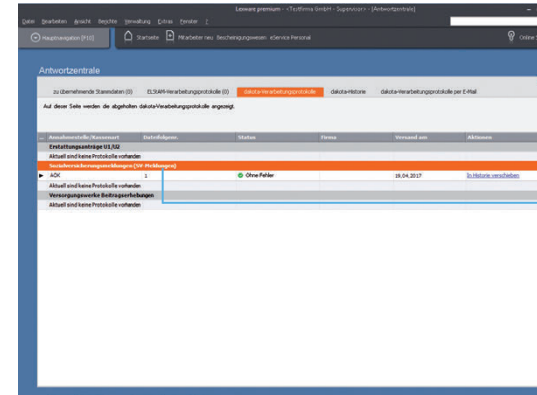 Lexware premium - <Testfirma GmbH - Supervisor> - [Antwortzentrale]
Datei Bearbeiten Ansicht Berichte Verwaltung Extras Fenster ?
Hauptnavigation [F10] Startseite Mitarbeiter neu Bescheinigungswesen eService Personal Online
Antwortzentrale
zu übernehmende Stammdaten (0) ELStAM-Verarbeitungsprotokolle (0) dakota-Verarbeitungsprotokolle dakota-Historie dakota-Verarbeitungsprotokolle per E-Mail
Auf dieser Seite werden die abgeholten dakota-Verarbeitungsprotokolle angezeigt.
... Annahmestelle/Kassenart Dateifolgenr. Status Firma Versand am Aktionen
Erstattungsanträge U1/U2
Aktuell sind keine Protokolle vorhanden
Sozialversicherungsmeldungen (SV-Meldungen)
AOK 1 Ohne Fehler 19.04.2017 In Historie verschieben
Aktuell sind keine Protokolle vorhanden
Versorgungswerke Beitragserhebungen
Aktuell sind keine Protokolle vorhanden